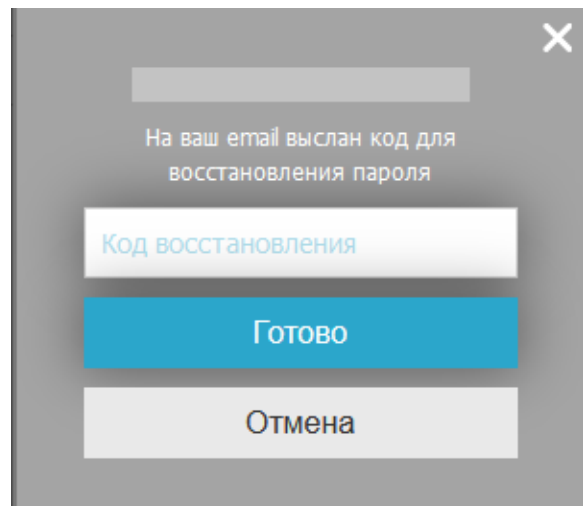 На ваш email выслан код для
восстановления пароля
Код восстановления
Готово
Отмена